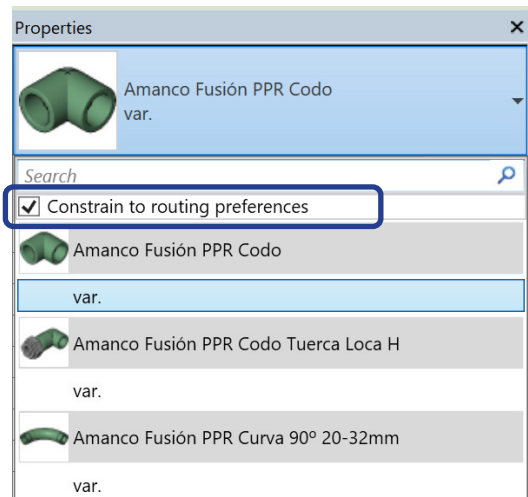 Properties
Amanco Fusión PPR Codo
var.
Search
Constrain to routing preferences
Amanco Fusión PPR Codo
var.
Amanco Fusión PPR Codo Tuerca Loca H
var.
Amanco Fusión PPR Curva 90º 20-32mm
var.